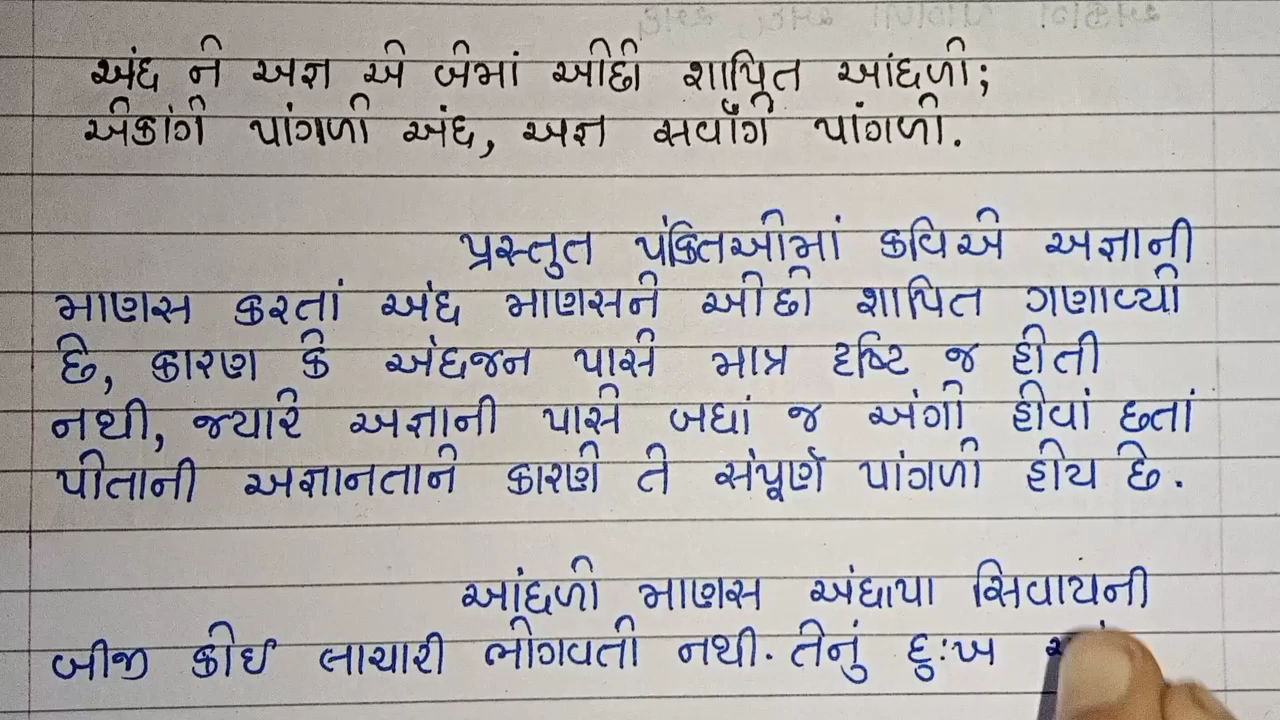 અંધ ને અજ્ઞ એ બેમાં ઓછો શાપિત આંધળો;
એકાંગે પાંગળો અંધ, અજ્ઞ સર્વાંગે પાંગળો.
પ્રસ્તુત પંક્તિઓમાં કવિએ અજ્ઞાની
માણસ કરતાં અંધ માણસને ઓછો શાપિત ગણાવ્યો
છે, કારણ કે અંધજન પાસે માત્ર દૃષ્ટિ જ હોતી
નથી, જ્યારે અજ્ઞાની પાસે બધાં જ અંગો હોવાં છતાં
પોતાની અજ્ઞાનતાને કારણે તે સંપૂર્ણ પાંગળો હોય છે.
આંધળો માણસ અંધાપા સિવાયની
બીજી કોઈ લાચારી ભોગવતો નથી. તેનું દુઃખ